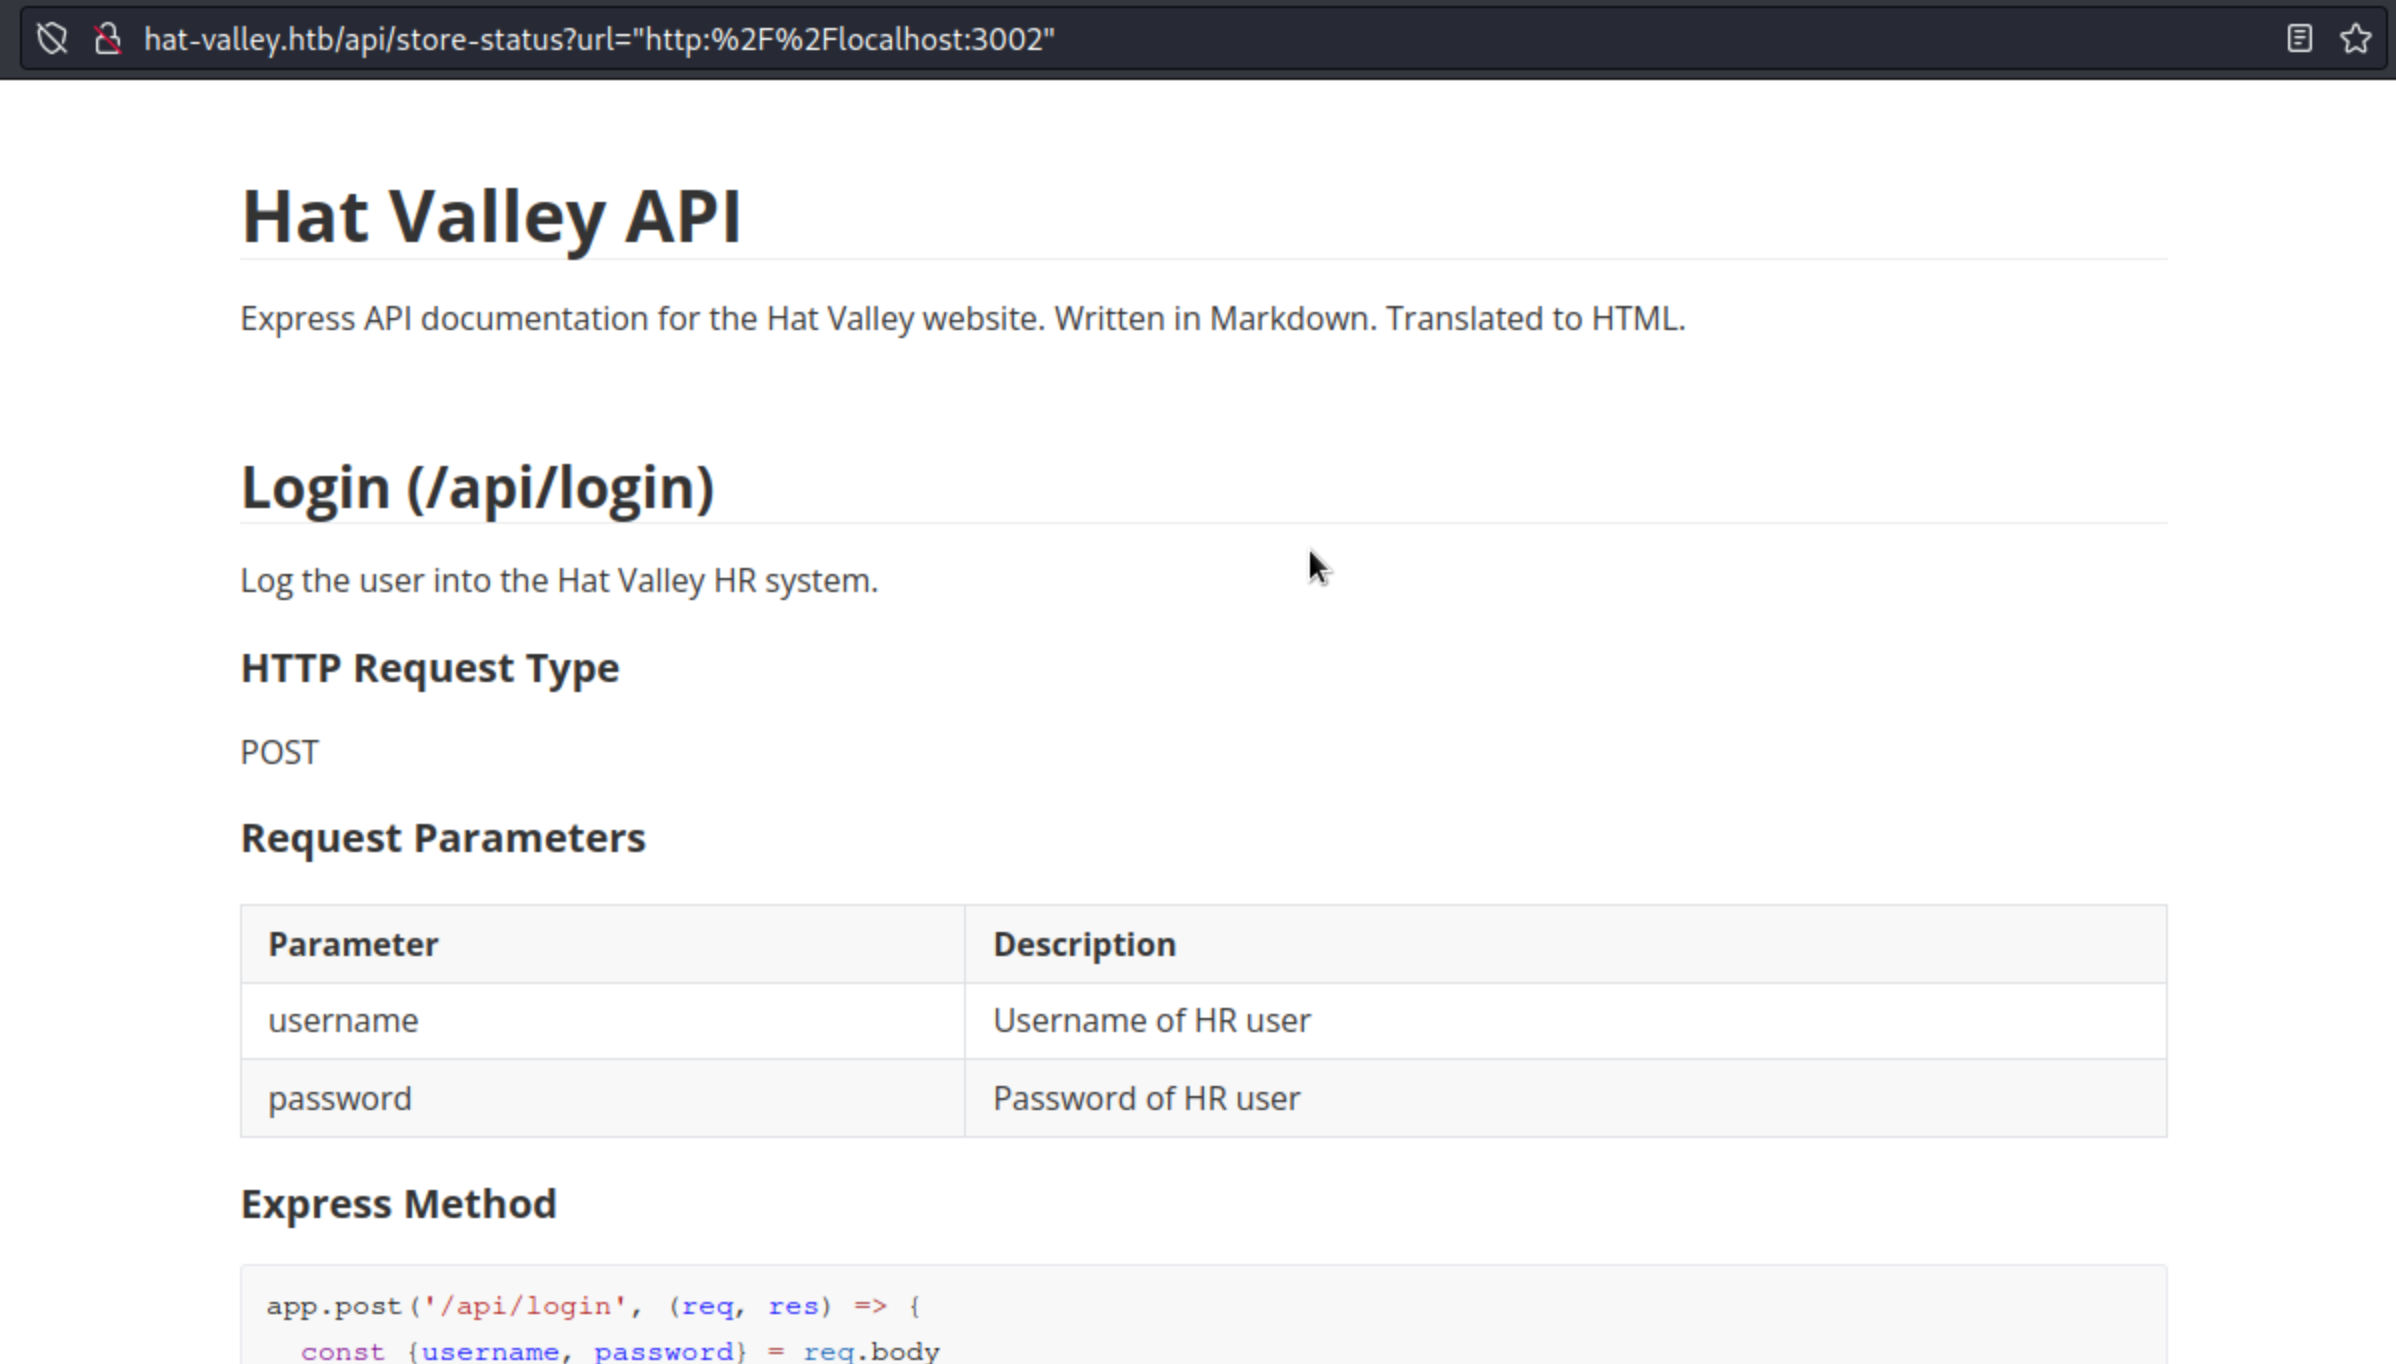 hat-valley.htb/api/store-status?url="http:%2F%2Flocalhost:3002"
Hat Valley API
Express API documentation for the Hat Valley website. Written in Markdown. Translated to HTML.
Login (/api/login)
Log the user into the Hat Valley HR system.
HTTP Request Type
POST
Request Parameters
Parameter Description
username Username of HR user
password Password of HR user
Express Method
app.post('/api/login', (req, res) => {
const {username, password} = req.body